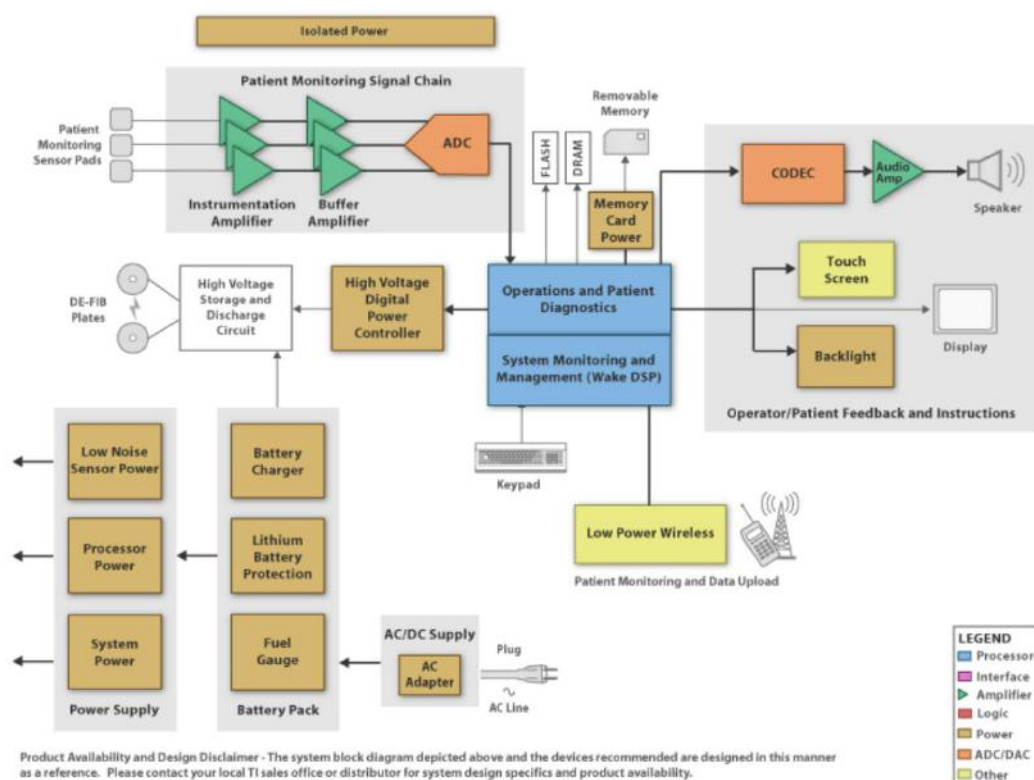 Isolated Power
Patient Monitoring Signal Chain
Patient
Monitoring
Sensor Pads
ADC
Instrumentation
Amplifier
Buffer
Amplifier
FLASH
DRAM
Removable
Memory
Memory
Card
Power
CODEC
Audio
Amp
Speaker
Touch
Screen
Display
Backlight
Operator/Patient Feedback and Instructions
DE-FIB
Plates
High Voltage
Storage and
Discharge
Circuit
High Voltage
Digital
Power
Controller
Operations and Patient
Diagnostics
System Monitoring and
Management (Wake DSP)
Keypad
Low Power Wireless
Patient Monitoring and Data Upload
Low Noise
Sensor Power
Processor
Power
System
Power
Power Supply
Battery
Charger
Lithium
Battery
Protection
Fuel
Gauge
Battery Pack
AC/DC Supply
AC
Adapter
Plug
AC Line
LEGEND
Processor
Interface
Amplifier
Logic
Power
ADC/DAC
Other
Product Availability and Design Disclaimer - The system block diagram depicted above and the devices recommended are designed in this manner
as a reference. Please contact your local TI sales office or distributor for system design specifics and product availability.